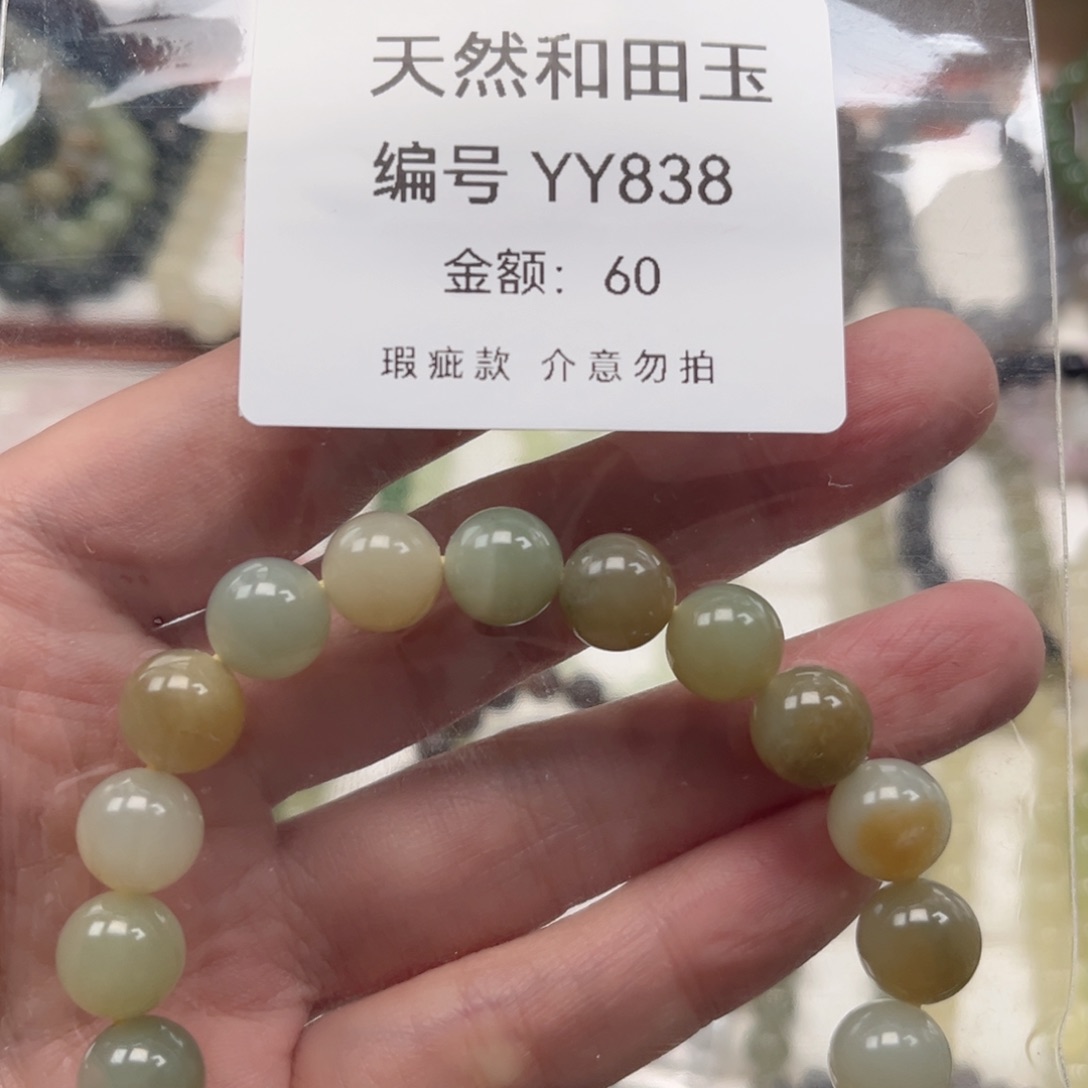 天然和田玉
编号 YY838
金额：60
瑕疵款 介意勿拍